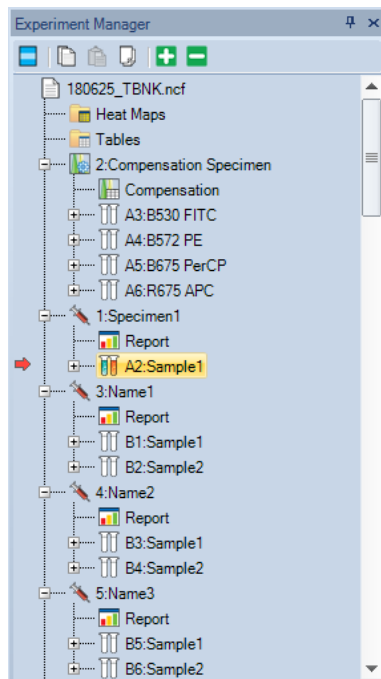 Experiment Manager
180625_TBNK.ncf
Heat Maps
Tables
2:Compensation Specimen
Compensation
A3:B530 FITC
A4:B572 PE
A5:B675 PerCP
A6:R675 APC
1:Specimen1
Report
A2:Sample1
3:Name1
Report
B1:Sample1
B2:Sample2
4:Name2
Report
B3:Sample1
B4:Sample2
5:Name3
Report
B5:Sample1
B6:Sample2